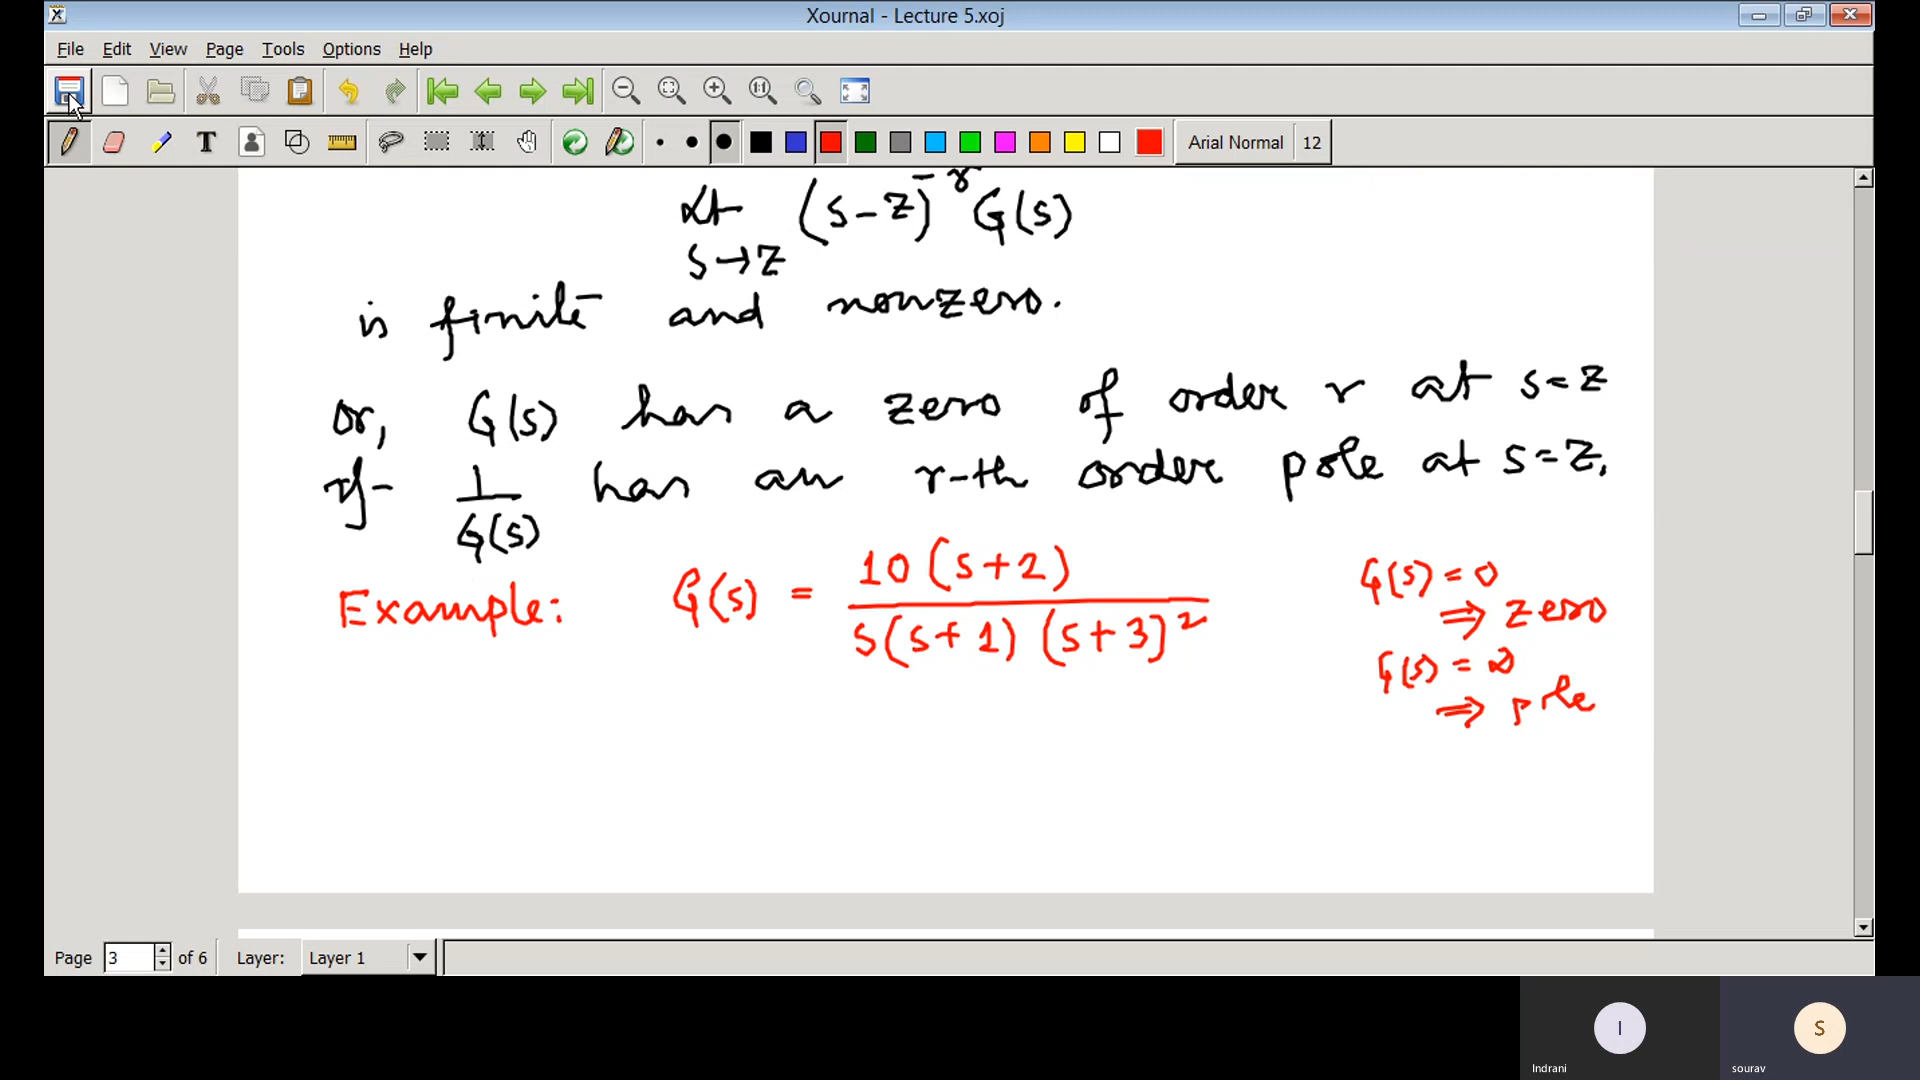 Xournal - Lecture 5.xoj
File Edit View Page Tools Options Help
Arial Normal 12
Lt (s-z)^-r G(s)
s→z
is finite and nonzero.
or, G(s) has a zero of order r at s=z
if 1/G(s) has an r-th order pole at s=z.
Example: G(s) = 10(s+2) / s(s+1)(s+3)^2
G(s) = 0
⇒ zero
G(s) = ∞
⇒ pole
Page 3 of 6 Layer: Layer 1
I S
Indrani sourav